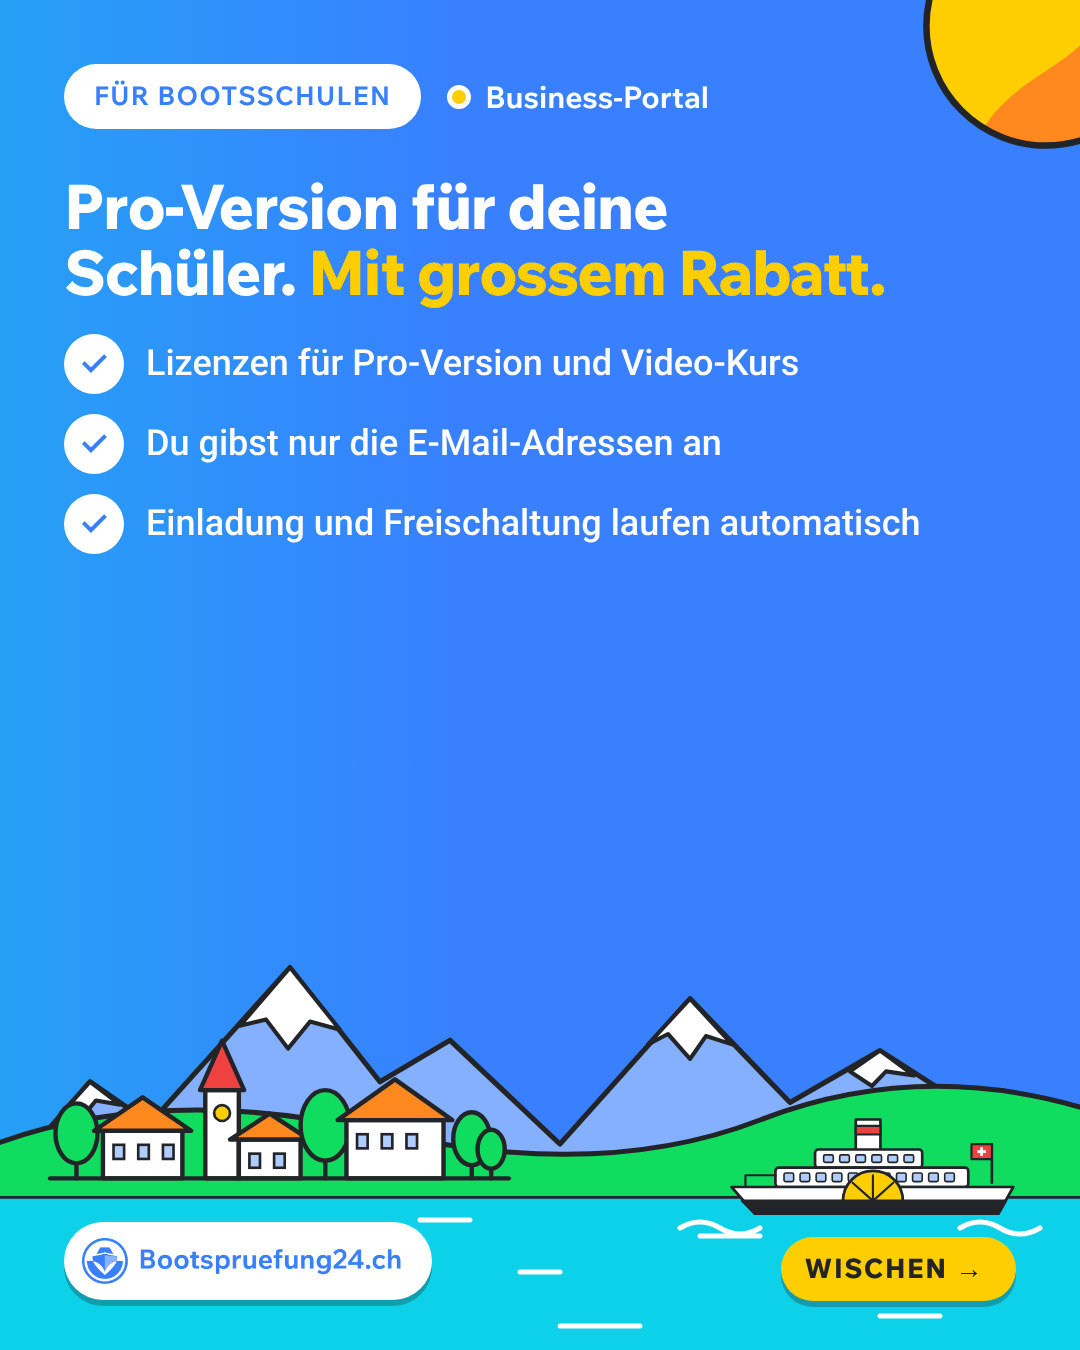 FÜR BOOTSSCHULEN
Business-Portal
Pro-Version für deine
Schüler. Mit grossem Rabatt.
Lizenzen für Pro-Version und Video-Kurs
Du gibst nur die E-Mail-Adressen an
Einladung und Freischaltung laufen automatisch
Bootspruefung24.ch
WISCHEN →